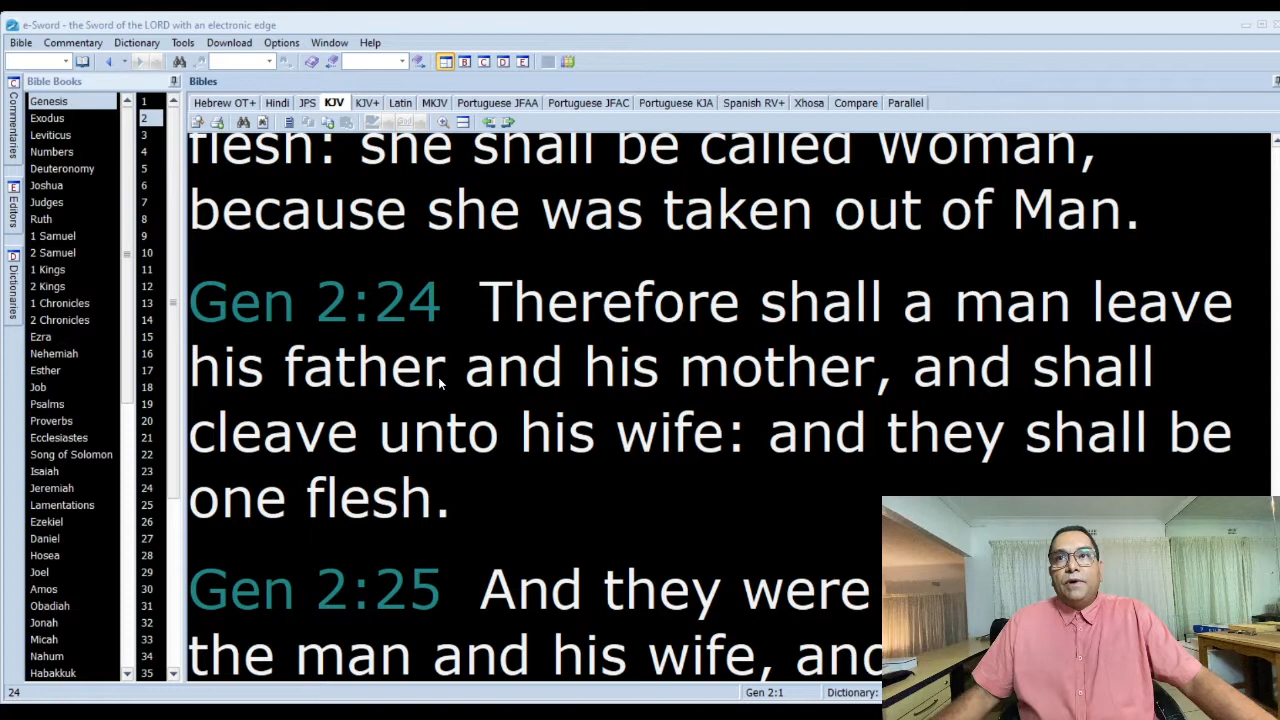 e-Sword - the Sword of the LORD with an electronic edge
Bible Commentary Dictionary Tools Download Options Window Help
Bible Books
Bibles
Hebrew OT+ Hindi JPS KJV KJV+ Latin MKJV Portuguese JFAA Portuguese JFAC Portuguese KJA Spanish RV+ Xhosa Compare Parallel
Commentaries
Editors
Dictionaries
Genesis 1
Exodus 2
Leviticus 3
Numbers 4
Deuteronomy 5
Joshua 6
Judges 7
Ruth 8
1 Samuel 9
2 Samuel 10
1 Kings 11
2 Kings 12
1 Chronicles 13
2 Chronicles 14
Ezra 15
Nehemiah 16
Esther 17
Job 18
Psalms 19
Proverbs 20
Ecclesiastes 21
Song of Solomon 22
Isaiah 23
Jeremiah 24
Lamentations 25
Ezekiel 26
Daniel 27
Hosea 28
Joel 29
Amos 30
Obadiah 31
Jonah 32
Micah 33
Nahum 34
Habakkuk 35
flesh: she shall be called Woman,
because she was taken out of Man.
Gen 2:24 Therefore shall a man leave
his father and his mother, and shall
cleave unto his wife: and they shall be
one flesh.
Gen 2:25 And they were
the man and his wife, and
24 Gen 2:1 Dictionary: